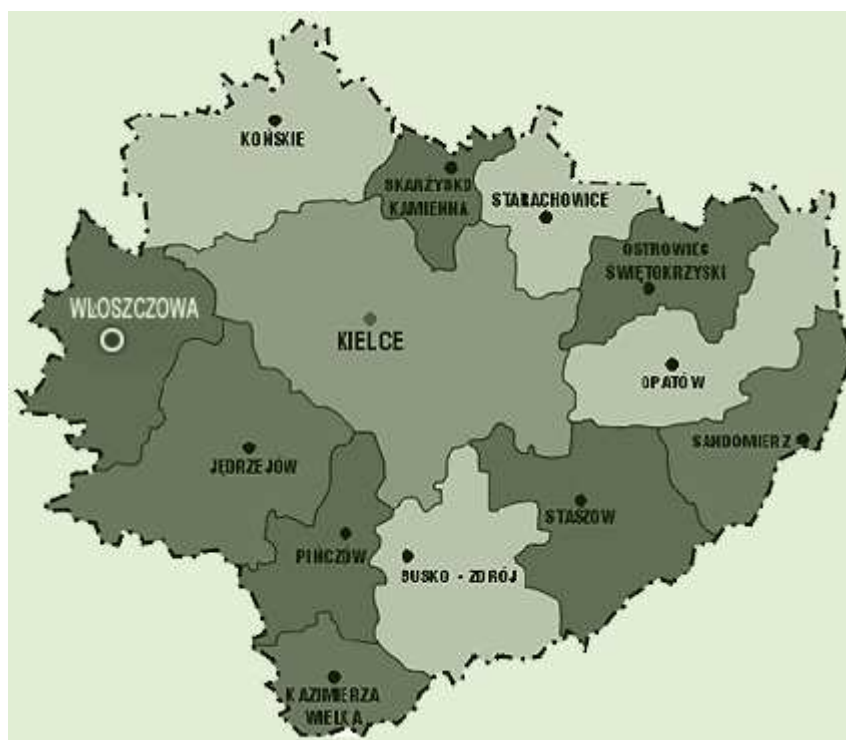 KOŃSKIE
SKARŻYSKO
KAMIENNA
STARACHOWICE
OSTROWIEC
ŚWIĘTOKRZYSKI
WŁOSZCZOWA
KIELCE
OPATÓW
SANDOMIERZ
JĘDRZEJÓW
STASZÓW
PIŃCZÓW
BUSKO - ZDRÓJ
KAZIMIERZA
WIELKA